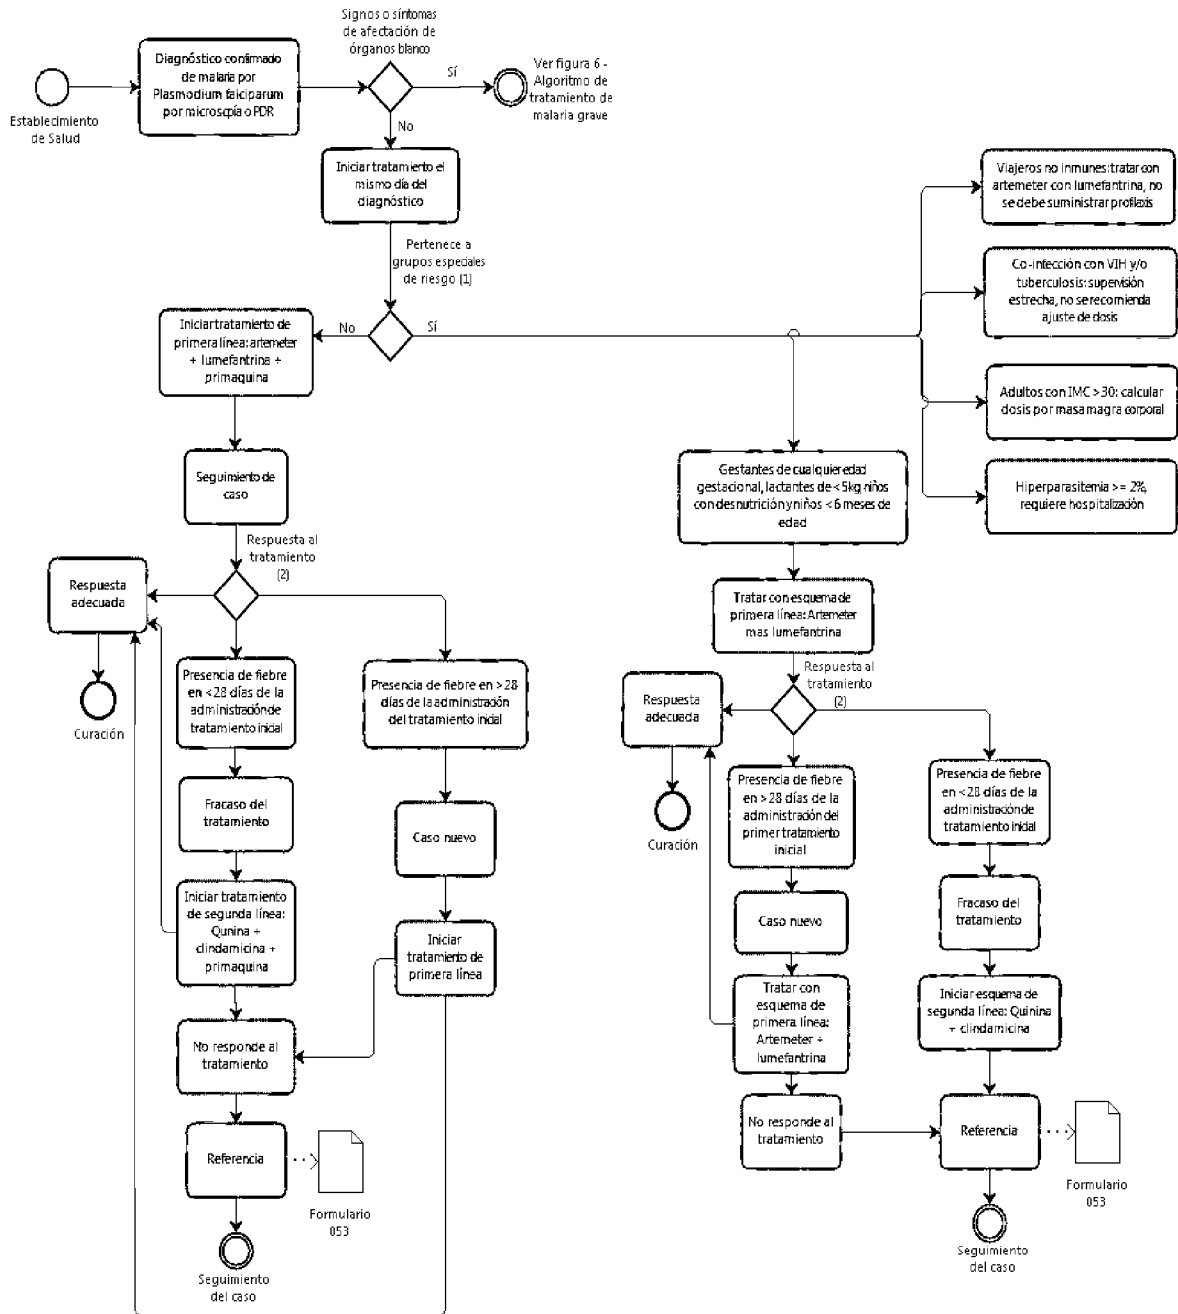 Signos o síntomas
de afectación de
órganos blanco
Diagnóstico confirmado
de malaria por
Plasmodium falciparum
por microscpía o PDR
Sí
Ver figura 6 -
Algoritmo de
tratamiento de
malaria grave
Establecimiento
de Salud
No
Iniciar tratamiento el
mismo día del
diagnóstico
Viajeros no inmunes: tratar con
artemeter con lumefantrina, no
se debe suministrar profilaxis
Pertenece a
grupos especiales
de riesgo (1)
Co-infección con VIH y/o
tuberculosis: supervisión
estrecha, no se recomienda
ajuste de dosis
Iniciar tratamiento de
primera línea: artemeter
+ lumefantrina +
primaquina
No
Sí
Adultos con IMC >30: calcular
dosis por masa magra corporal
Seguimiento de
caso
Gestantes de cualquier edad
gestacional, lactantes de <5kg niños
con desnutrición y niños <6 meses de
edad
Hiperparasitemia >= 2%,
requiere hospitalización
Respuesta al
tratamiento
(2)
Respuesta
adecuada
Tratar con esquema de
primera línea: Artemeter
mas lumefantrina
Presencia de fiebre
en <28 días de la
administración de
tratamiento inicial
Presencia de fiebre en >28
días de la administración
del tratamiento inicial
Respuesta al
tratamiento
(2)
Respuesta
adecuada
Curación
Presencia de fiebre
en >28 días de la
administración del
primer tratamiento
inicial
Presencia de fiebre
en <28 días de la
administración de
tratamiento inicial
Fracaso del
tratamiento
Caso nuevo
Curación
Iniciar tratamiento
de segunda línea:
Qunina +
clindamicina +
primaquina
Caso nuevo
Fracaso del
tratamiento
Iniciar
tratamiento de
primera línea
Tratar con
esquema de
primera línea:
Artemeter +
lumefantrina
Iniciar esquema de
segunda línea: Quinina
+ clindamicina
No responde al
tratamiento
No responde al
tratamiento
Referencia
Referencia
Formulario
053
Formulario
053
Seguimiento
del caso
Seguimiento
del caso